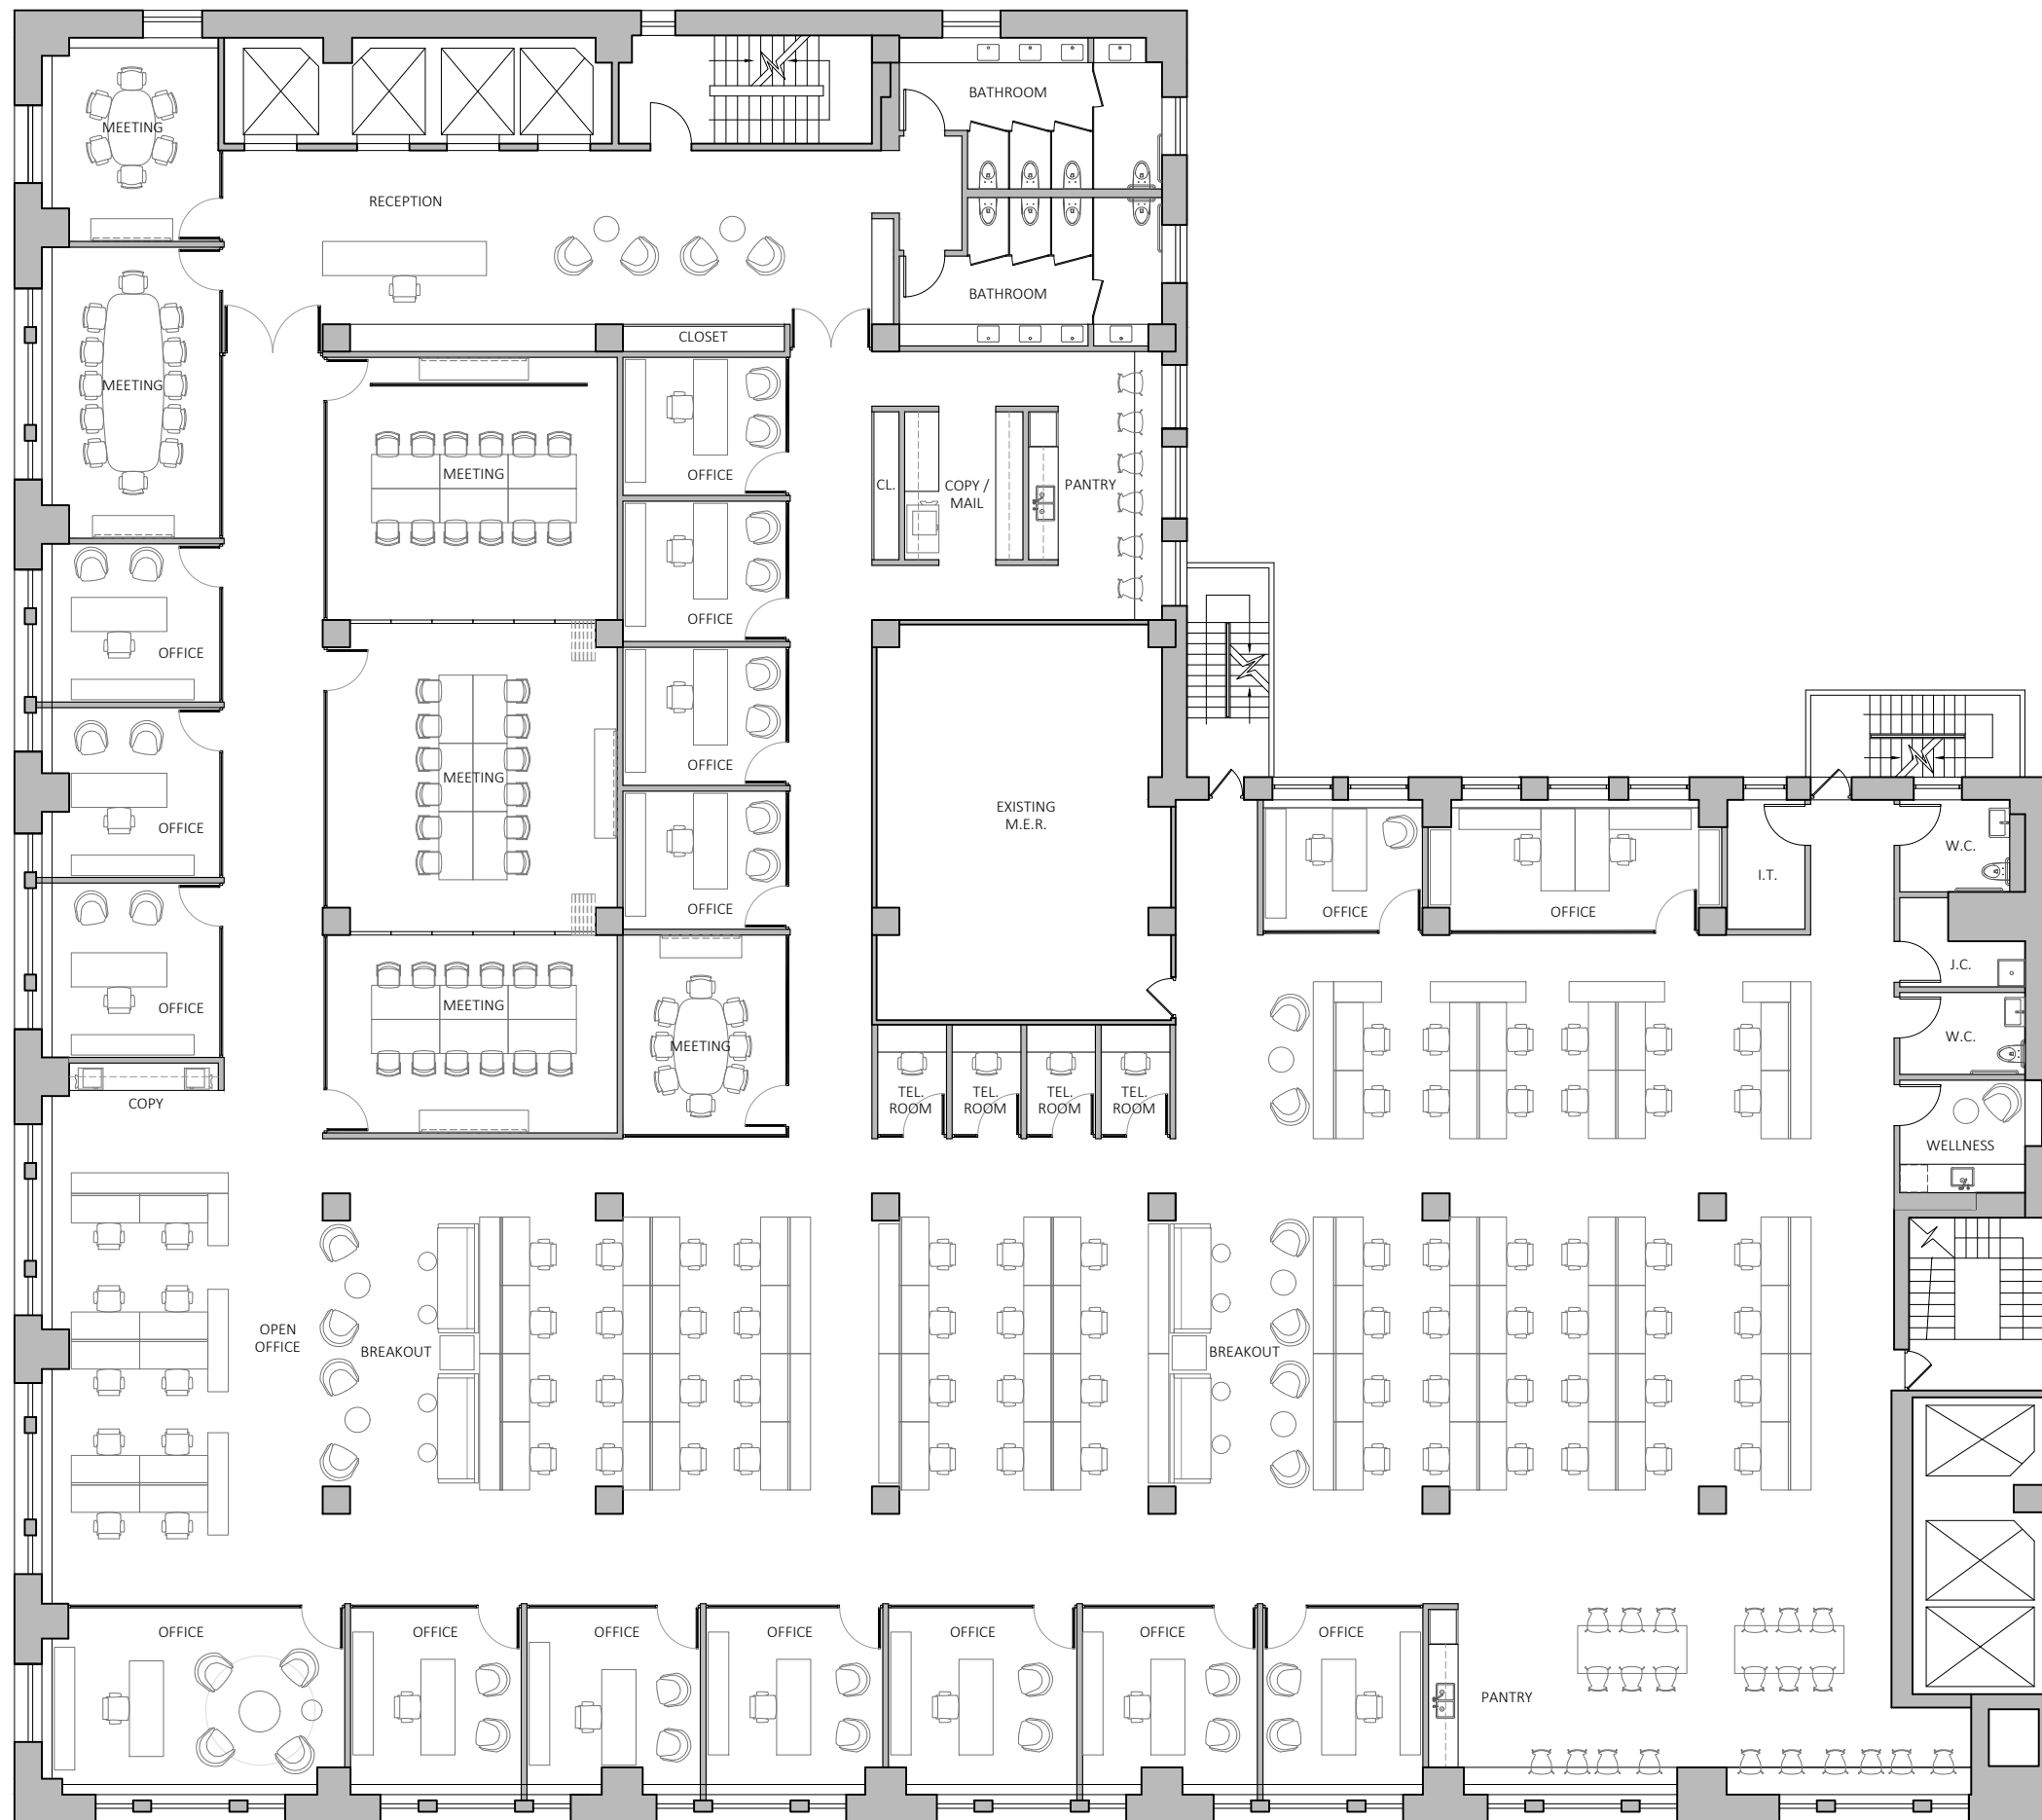 BATHROOM
MEETING
RECEPTION
BATHROOM
CLOSET
MEETING
MEETING
OFFICE
CL.
COPY /
MAIL
PANTRY
OFFICE
OFFICE
OFFICE
MEETING
OFFICE
EXISTING
M.E.R.
OFFICE
W.C.
I.T.
OFFICE
OFFICE
OFFICE
J.C.
OFFICE
MEETING
W.C.
MEETING
COPY
TEL.
ROOM
TEL.
ROOM
TEL.
ROOM
TEL.
ROOM
WELLNESS
OPEN
OFFICE
BREAKOUT
BREAKOUT
OFFICE
OFFICE
OFFICE
OFFICE
OFFICE
OFFICE
OFFICE
PANTRY